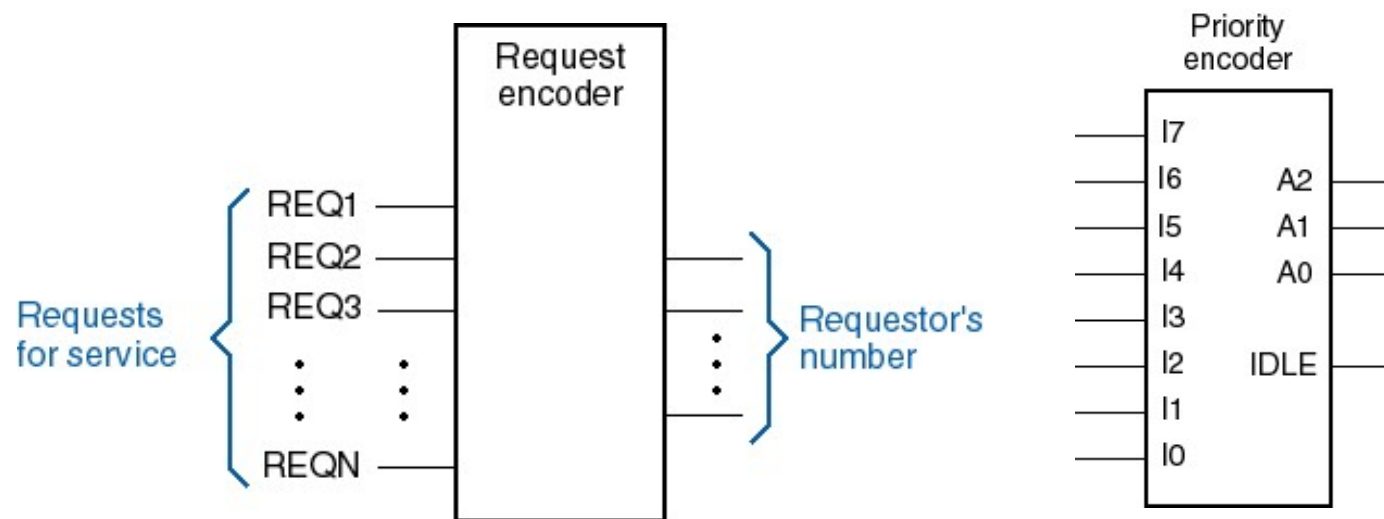 Request
encoder
REQ1
REQ2
REQ3
REQN
Requests
for service
Requestor's
number
Priority
encoder
I7
I6
I5
I4
I3
I2
I1
I0
A2
A1
A0
IDLE